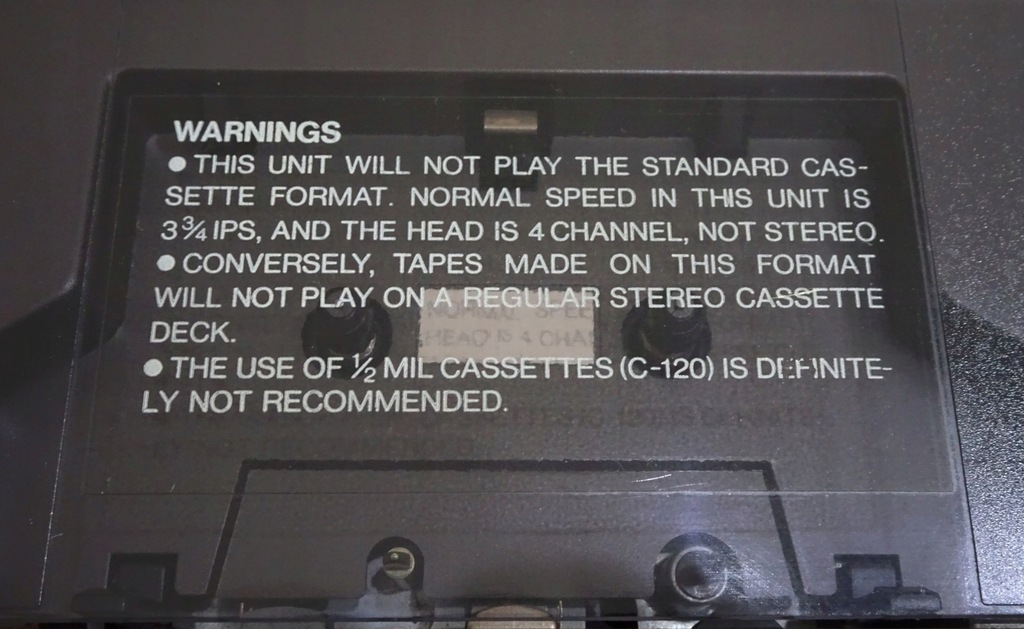 WARNINGS
● THIS UNIT WILL NOT PLAY THE STANDARD CAS-
SETTE FORMAT. NORMAL SPEED IN THIS UNIT IS
3¾ IPS, AND THE HEAD IS 4 CHANNEL, NOT STEREO.
● CONVERSELY, TAPES MADE ON THIS FORMAT
WILL NOT PLAY ON A REGULAR STEREO CASSETTE
DECK.
● THE USE OF ½ MIL CASSETTES (C-120) IS DEFINITE-
LY NOT RECOMMENDED.